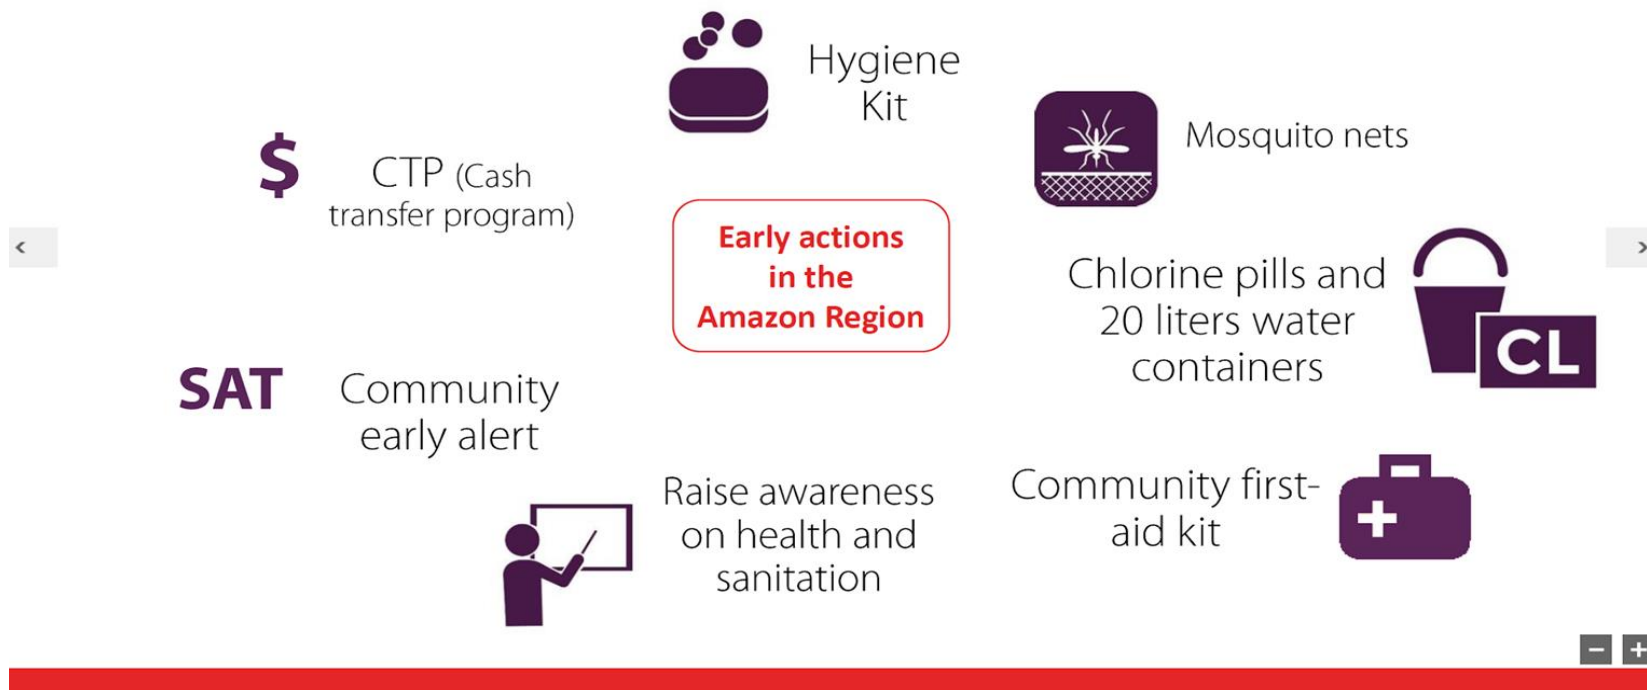 Hygiene
Kit
Mosquito nets
$
CTP (Cash
transfer program)
Early actions
in the
Amazon Region
Chlorine pills and
20 liters water
containers
CL
SAT
Community
early alert
Raise awareness
on health and
sanitation
Community first-
aid kit